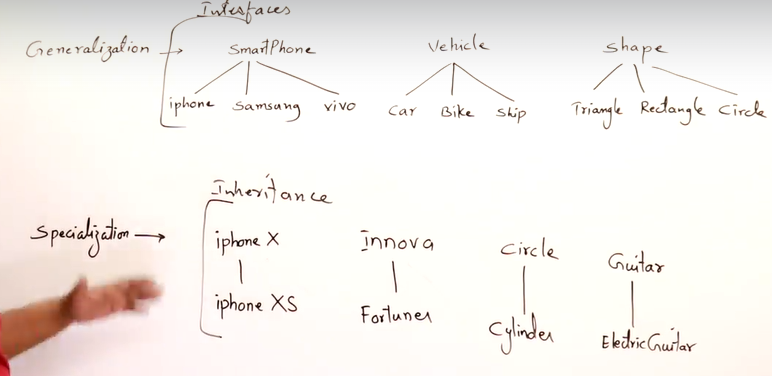 Interfaces
Generalization → SmartPhone Vehicle Shape
iphone Samsung vivo Car Bike Ship Triangle Rectangle Circle
Inheritance
Specialization → iphone X Innova Circle Guitar
iphone XS Fortuner Cylinder ElectricGuitar